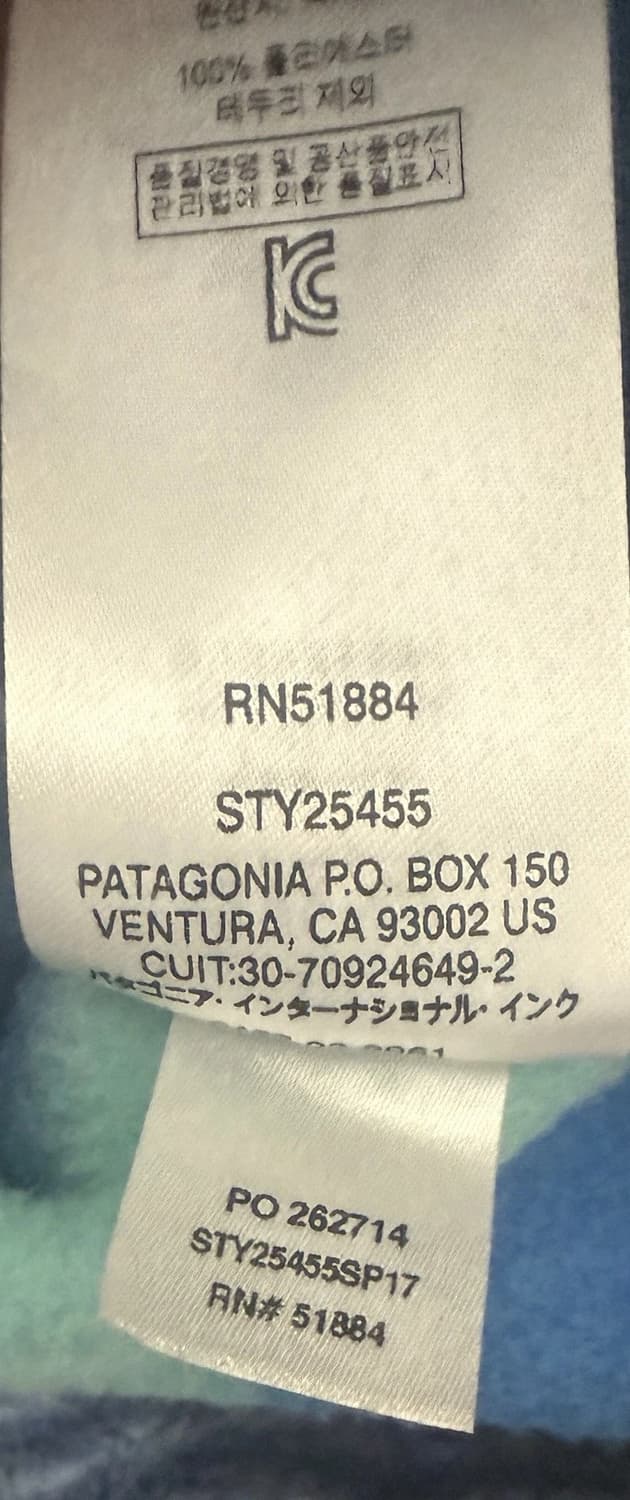 100% 폴리에스터
테두리 제외
품질경영 및 공산품안전
관리법에 의한 품질표시
KC
RN51884
STY25455
PATAGONIA P.O. BOX 150
VENTURA, CA 93002 US
CUIT:30-70924649-2
パタゴニア・インターナショナル・インク
PO 262714
STY25455SP17
RN# 51884